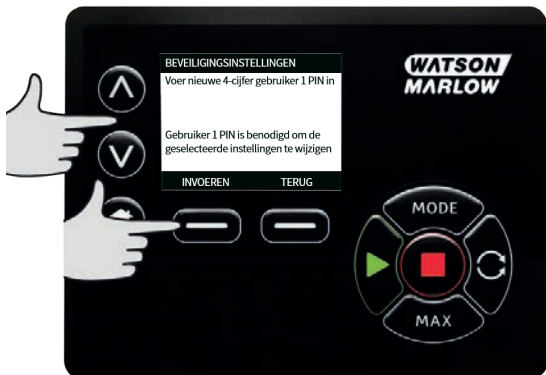 BEVEILIGINGSINSTELLINGEN
Voer nieuwe 4-cijfer gebruiker 1 PIN in
Gebruiker 1 PIN is benodigd om de
geselecteerde instellingen te wijzigen
INVOEREN TERUG
WATSON
MARLOW
MODE
MAX